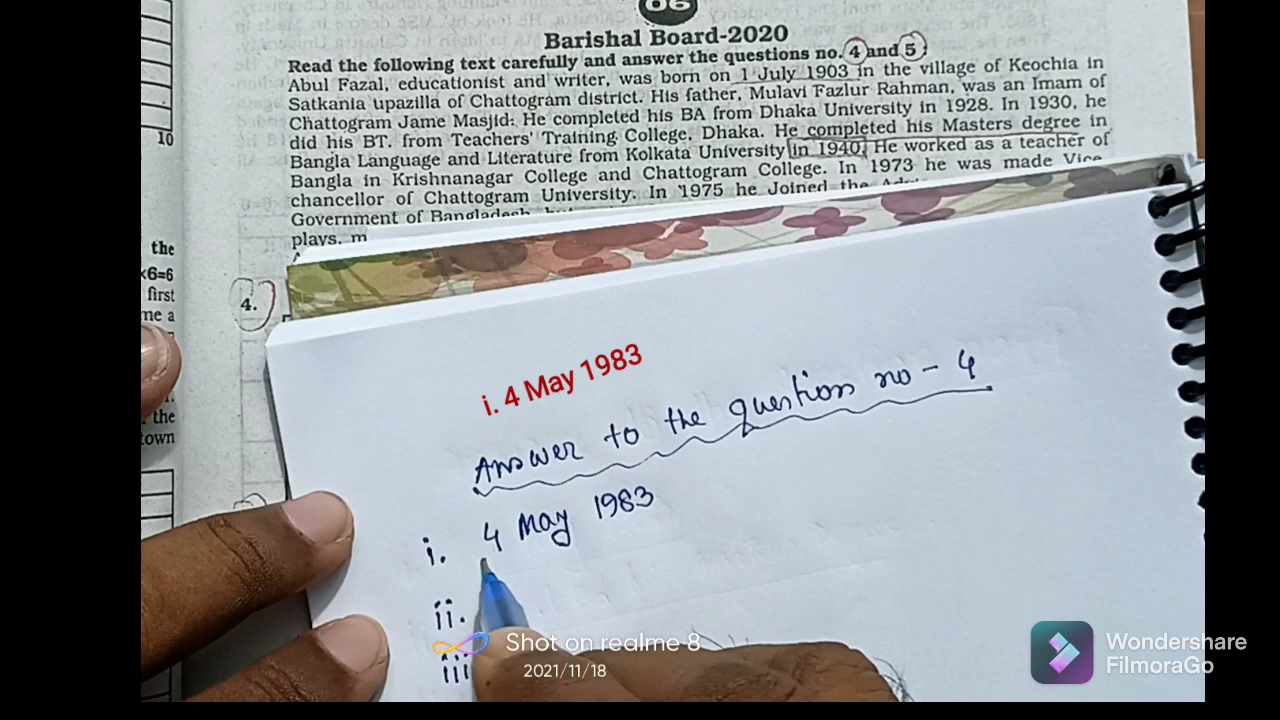 06
Barishal Board-2020
Read the following text carefully and answer the questions no. 4 and 5:
Abul Fazal, educationist and writer, was born on 1 July 1903 in the village of Keochia in
Satkania upazilla of Chattogram district. His father, Mulavi Fazlur Rahman, was an Imam of
Chattogram Jame Masjid. He completed his BA from Dhaka University in 1928. In 1930, he
did his BT. from Teachers' Training College, Dhaka. He completed his Masters degree in
Bangla Language and Literature from Kolkata University in 1940. He worked as a teacher of
Bangla in Krishnanagar College and Chattogram College. In 1973 he was made Vice
chancellor of Chattogram University. In 1975 he Joined the
Government of Bangladesh
plays. m
10
the
×6=6
first
me a
the
town
4.
i. 4 May 1983
Answer to the question no - 4
i. 4 May 1983
ii.
iii
Shot on realme 8
2021/11/18
Wondershare
FilmoraGo